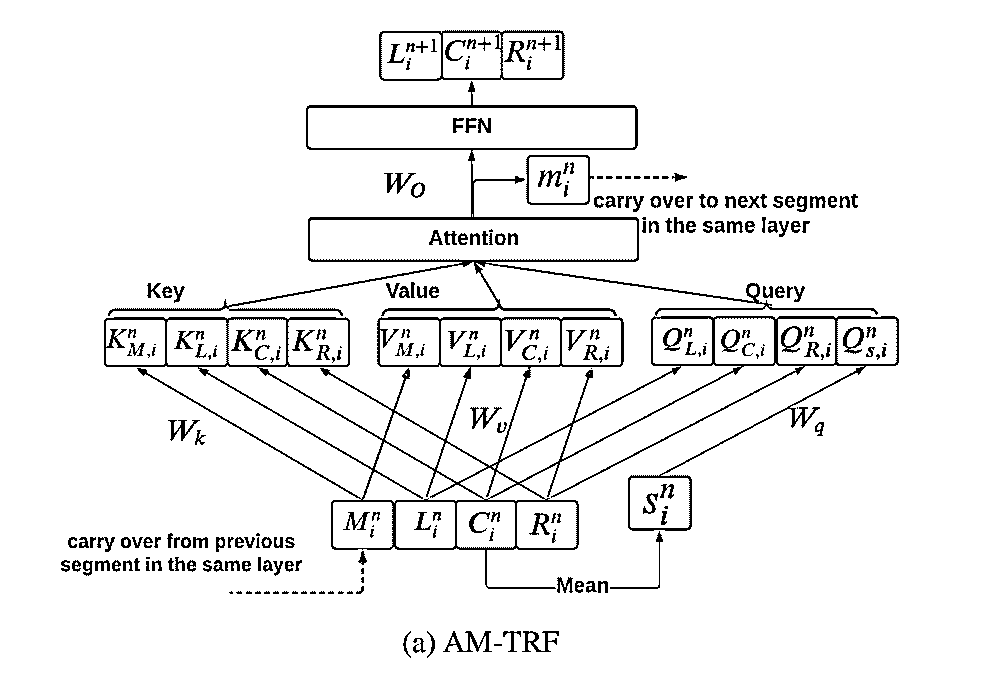 L_i^{n+1} C_i^{n+1} R_i^{n+1}
FFN
W_O
m_i^n
carry over to next segment
in the same layer
Attention
Key Value Query
K_{M,i}^n K_{L,i}^n K_{C,i}^n K_{R,i}^n V_{M,i}^n V_{L,i}^n V_{C,i}^n V_{R,i}^n Q_{L,i}^n Q_{C,i}^n Q_{R,i}^n Q_{s,i}^n
W_k W_v W_q
M_i^n L_i^n C_i^n R_i^n s_i^n
carry over from previous
segment in the same layer
Mean
(a) AM-TRF